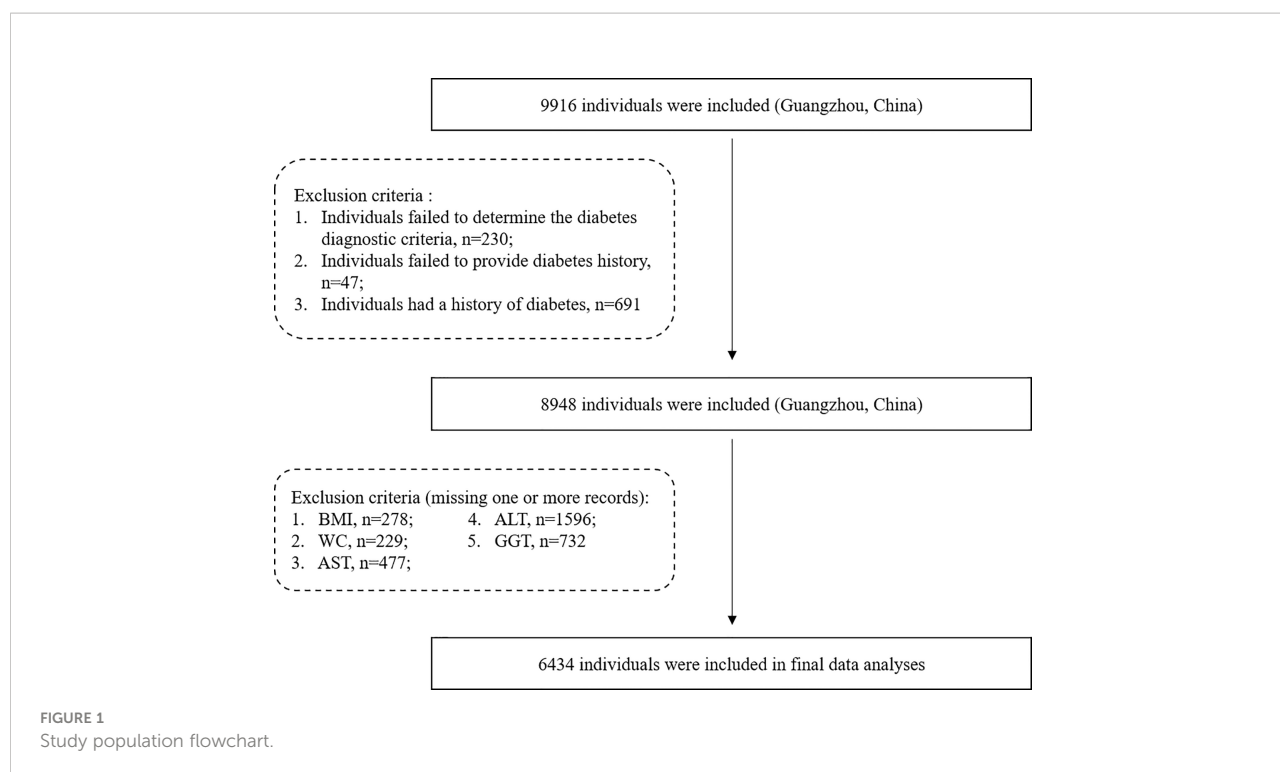 9916 individuals were included (Guangzhou, China)
Exclusion criteria :
1. Individuals failed to determine the diabetes
diagnostic criteria, n=230;
2. Individuals failed to provide diabetes history,
n=47;
3. Individuals had a history of diabetes, n=691
8948 individuals were included (Guangzhou, China)
Exclusion criteria (missing one or more records):
1. BMI, n=278; 4. ALT, n=1596;
2. WC, n=229; 5. GGT, n=732
3. AST, n=477;
6434 individuals were included in final data analyses
FIGURE 1
Study population flowchart.